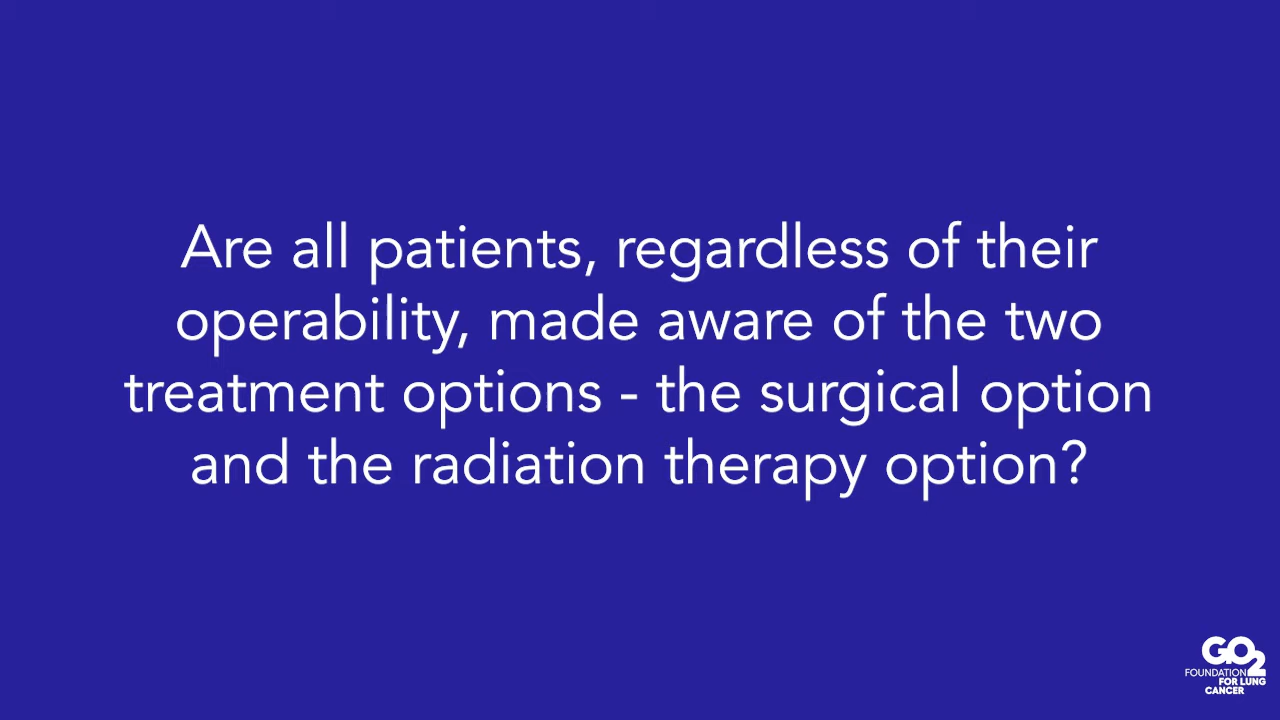 Are all patients, regardless of their
operability, made aware of the two
treatment options - the surgical option
and the radiation therapy option?
GO2
FOUNDATION
FOR LUNG
CANCER